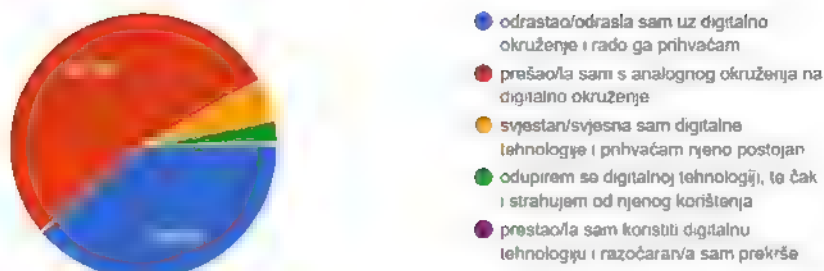 odrastao/odrasla sam uz digitalno
okruženje i rado ga prihvaćam
prešao/la sam s analognog okruženja na
digitalno okruženje
svjestan/svjesna sam digitalne
tehnologije i prihvaćam njeno postojan
odupirem se digitalnoj tehnologiji, te čak
i strahujem od njenog korištenja
prestao/la sam koristiti digitalnu
tehnologiju i razočaran/a sam prekrše